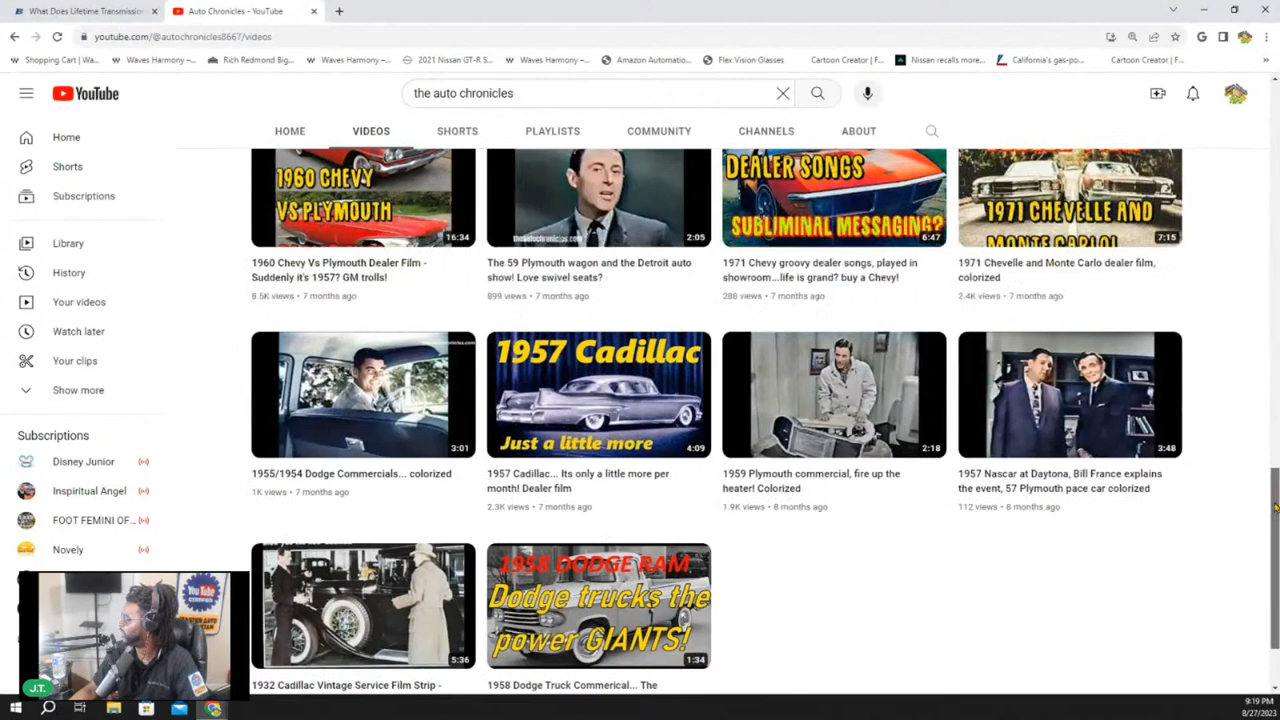 What Does Lifetime Transmissio
Auto Chronicles - YouTube
youtube.com/@autochronicles8667/videos
Shopping Cart | Wa...
Waves Harmony –...
Rich Redmond Big...
Waves Harmony –...
2021 Nissan GT-R S...
Waves Harmony –...
Amazon Automatio...
Flex Vision Glasses
Cartoon Creator | F...
Nissan recalls more...
California's gas-po...
Cartoon Creator | F...
YouTube
the auto chronicles
HOME
VIDEOS
SHORTS
PLAYLISTS
COMMUNITY
CHANNELS
ABOUT
Home
Shorts
Subscriptions
Library
History
Your videos
Watch later
Your clips
Show more
Subscriptions
Disney Junior
Inspiritual Angel
FOOT FEMINI OF...
Novely
1960 CHEVY
VS PLYMOUTH
16:34
1960 Chevy Vs Plymouth Dealer Film -
Suddenly it's 1957? GM trolls!
8.5K views • 7 months ago
theautochronicles.com
2:05
The 59 Plymouth wagon and the Detroit auto
show! Love swivel seats?
899 views • 7 months ago
DEALER SONGS
SUBLIMINAL MESSAGING?
6:47
1971 Chevy groovy dealer songs, played in
showroom...life is grand? buy a Chevy!
288 views • 7 months ago
1971 CHEVELLE AND
MONTE CARLO!
7:15
1971 Chevelle and Monte Carlo dealer film,
colorized
2.4K views • 7 months ago
3:01
1955/1954 Dodge Commercials... colorized
1K views • 7 months ago
1957 Cadillac
Just a little more
4:09
1957 Cadillac... Its only a little more per
month! Dealer film
2.3K views • 7 months ago
2:18
1959 Plymouth commercial, fire up the
heater! Colorized
1.9K views • 8 months ago
3:48
1957 Nascar at Daytona, Bill France explains
the event, 57 Plymouth pace car colorized
112 views • 8 months ago
5:36
1932 Cadillac Vintage Service Film Strip -
1958 DODGE RAM
Dodge trucks the
power GIANTS!
1:34
1958 Dodge Truck Commerical... The
You Tube
CERTIFIED
MASTER AUTO
J.T.
9:19 PM
8/27/2023